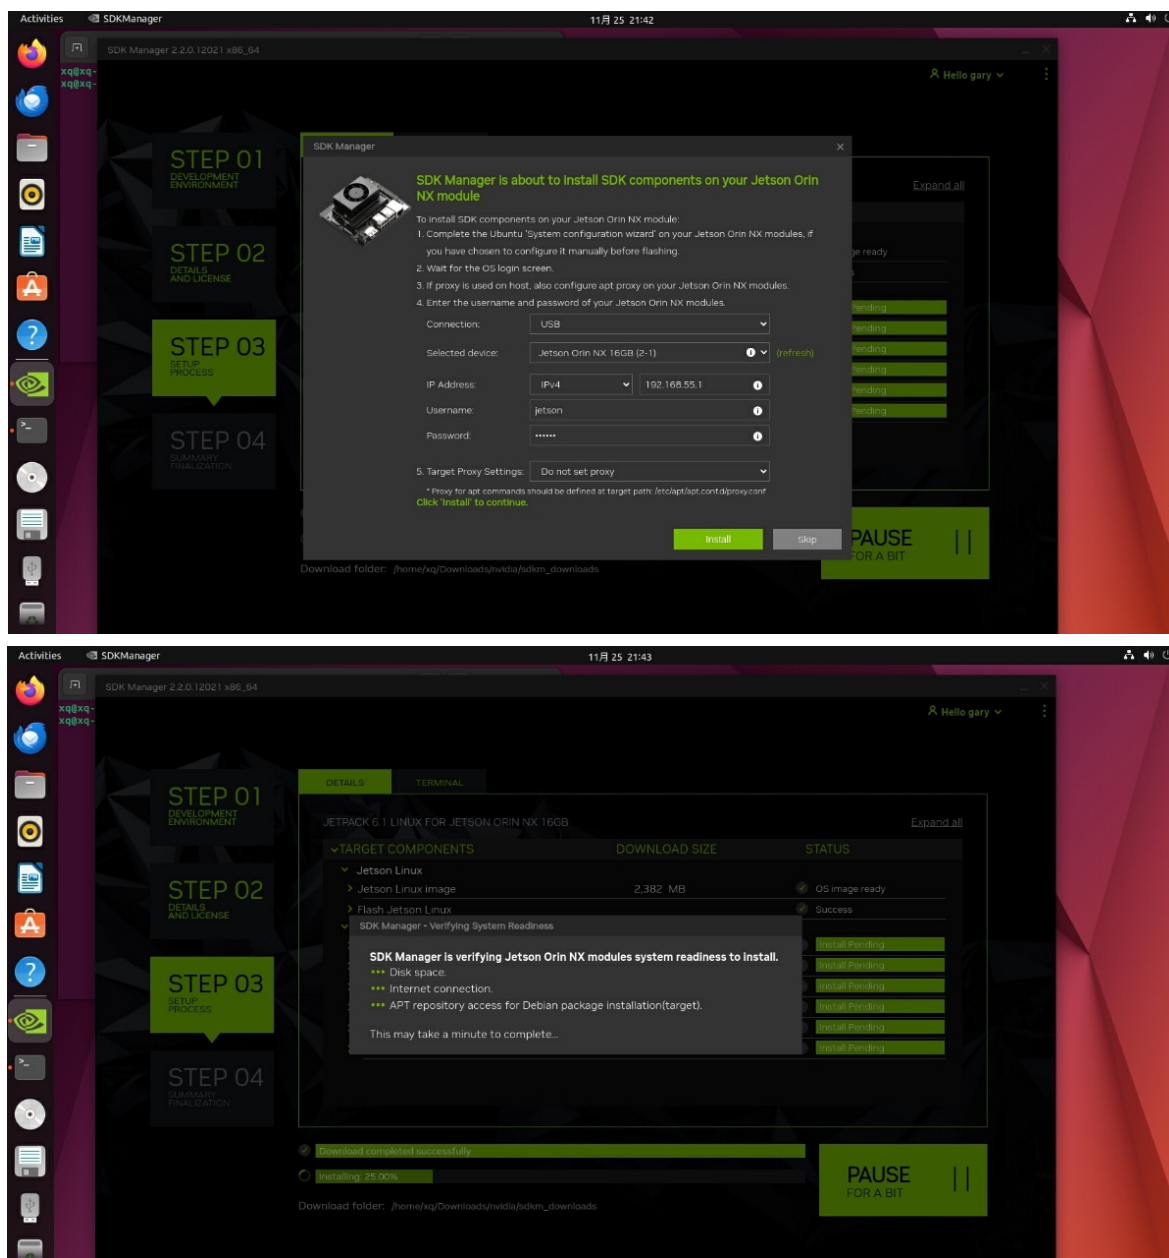 Activities SDKManager 11月 25 21:42
SDK Manager 2.2.0.12021 x86_64
xq@xq-
xq@xq-
Hello gary
STEP 01
DEVELOPMENT
ENVIRONMENT
STEP 02
DETAILS
AND LICENSE
STEP 03
SETUP
PROCESS
STEP 04
SUMMARY
FINALIZATION
SDK Manager
SDK Manager is about to install SDK components on your Jetson Orin
NX module
To install SDK components on your Jetson Orin NX module:
1. Complete the Ubuntu 'System configuration wizard' on your Jetson Orin NX modules, if
you have chosen to configure it manually before flashing.
2. Wait for the OS login screen.
3. If proxy is used on host, also configure apt proxy on your Jetson Orin NX modules.
4. Enter the username and password of your Jetson Orin NX modules.
Connection: USB
Selected device: Jetson Orin NX 16GB (2-1) (refresh)
IP Address: IPv4 192.168.55.1
Username: jetson
Password: ••••••
5. Target Proxy Settings: Do not set proxy
* Proxy for apt commands should be defined at target path: /etc/apt/apt.conf.d/proxy.conf
Click 'Install' to continue.
Install Skip
Expand all
ge ready
Pending
Pending
Pending
Pending
Pending
Pending
PAUSE
FOR A BIT
Download folder: /home/xq/Downloads/nvidia/sdkm_downloads
Activities SDKManager 11月 25 21:43
SDK Manager 2.2.0.12021 x86_64
xq@xq-
xq@xq-
Hello gary
STEP 01
DEVELOPMENT
ENVIRONMENT
STEP 02
DETAILS
AND LICENSE
STEP 03
SETUP
PROCESS
STEP 04
SUMMARY
FINALIZATION
DETAILS TERMINAL
JETPACK 6.1 LINUX FOR JETSON ORIN NX 16GB Expand all
TARGET COMPONENTS DOWNLOAD SIZE STATUS
Jetson Linux
Jetson Linux image 2,382 MB OS image ready
Flash Jetson Linux Success
SDK Manager - Verifying System Readiness
SDK Manager is verifying Jetson Orin NX modules system readiness to install.
••• Disk space.
••• Internet connection.
••• APT repository access for Debian package installation(target).
This may take a minute to complete...
Install Pending
Install Pending
Install Pending
Install Pending
Install Pending
Install Pending
Download completed successfully
Installing: 25.00%
PAUSE
FOR A BIT
Download folder: /home/xq/Downloads/nvidia/sdkm_downloads